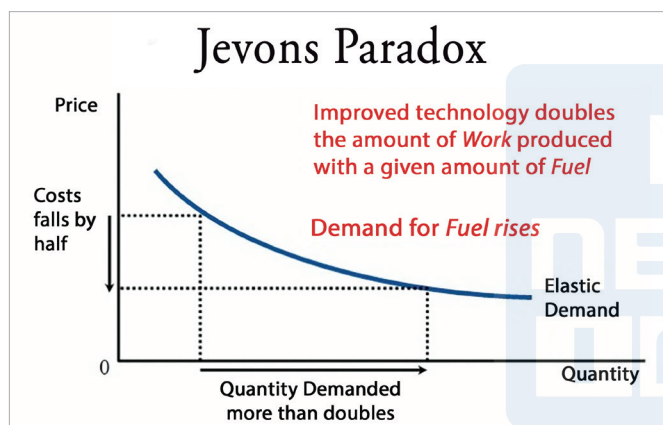 Jevons Paradox
Price
Improved technology doubles
the amount of Work produced
with a given amount of Fuel
Costs
falls by
half
Demand for Fuel rises
Elastic
Demand
0
Quantity
Quantity Demanded
more than doubles